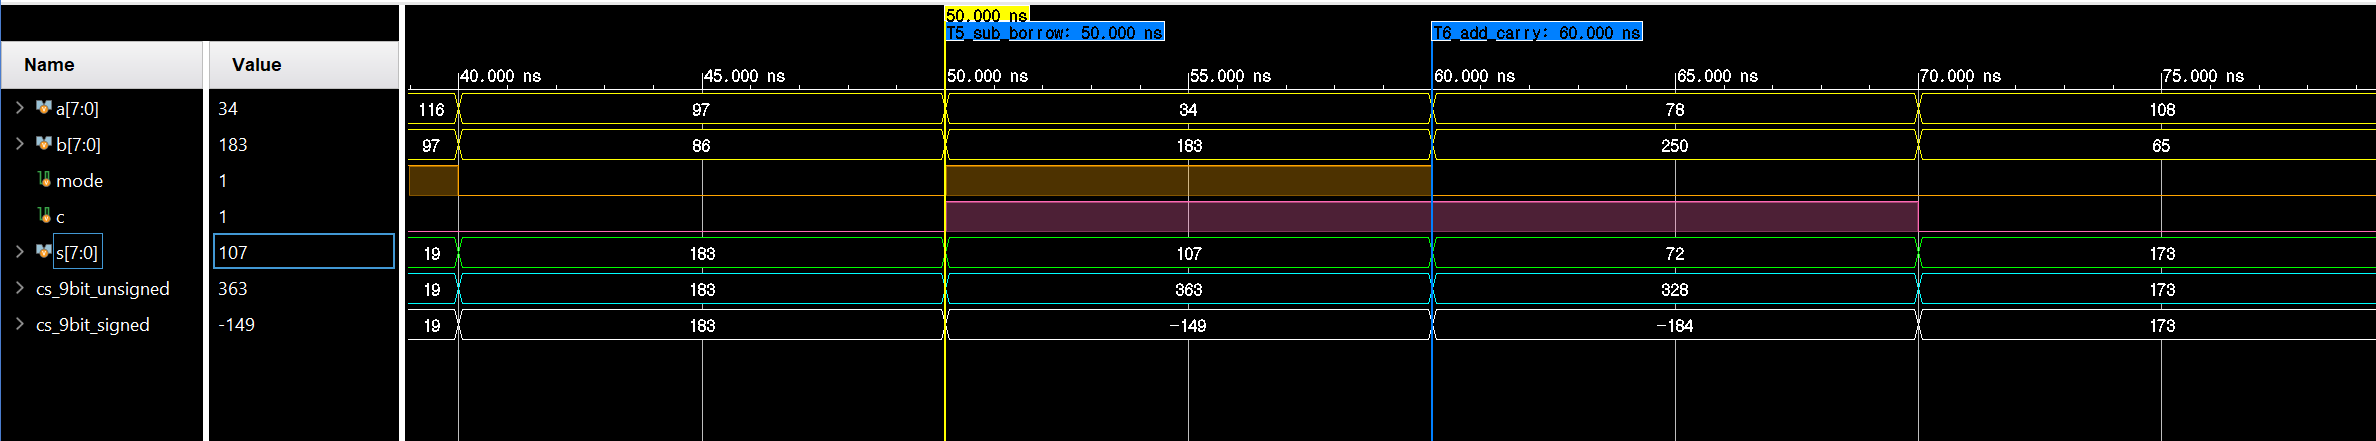 50.000 ns
T5_sub_borrow: 50.000 ns T6_add_carry: 60.000 ns
Name Value
40.000 ns 45.000 ns 50.000 ns 55.000 ns 60.000 ns 65.000 ns 70.000 ns 75.000 ns
a[7:0] 34 116 97 34 78 108
b[7:0] 183 97 86 183 250 65
mode 1
c 1
s[7:0] 107 19 183 107 72 173
cs_9bit_unsigned 363 19 183 363 328 173
cs_9bit_signed -149 19 183 -149 -184 173